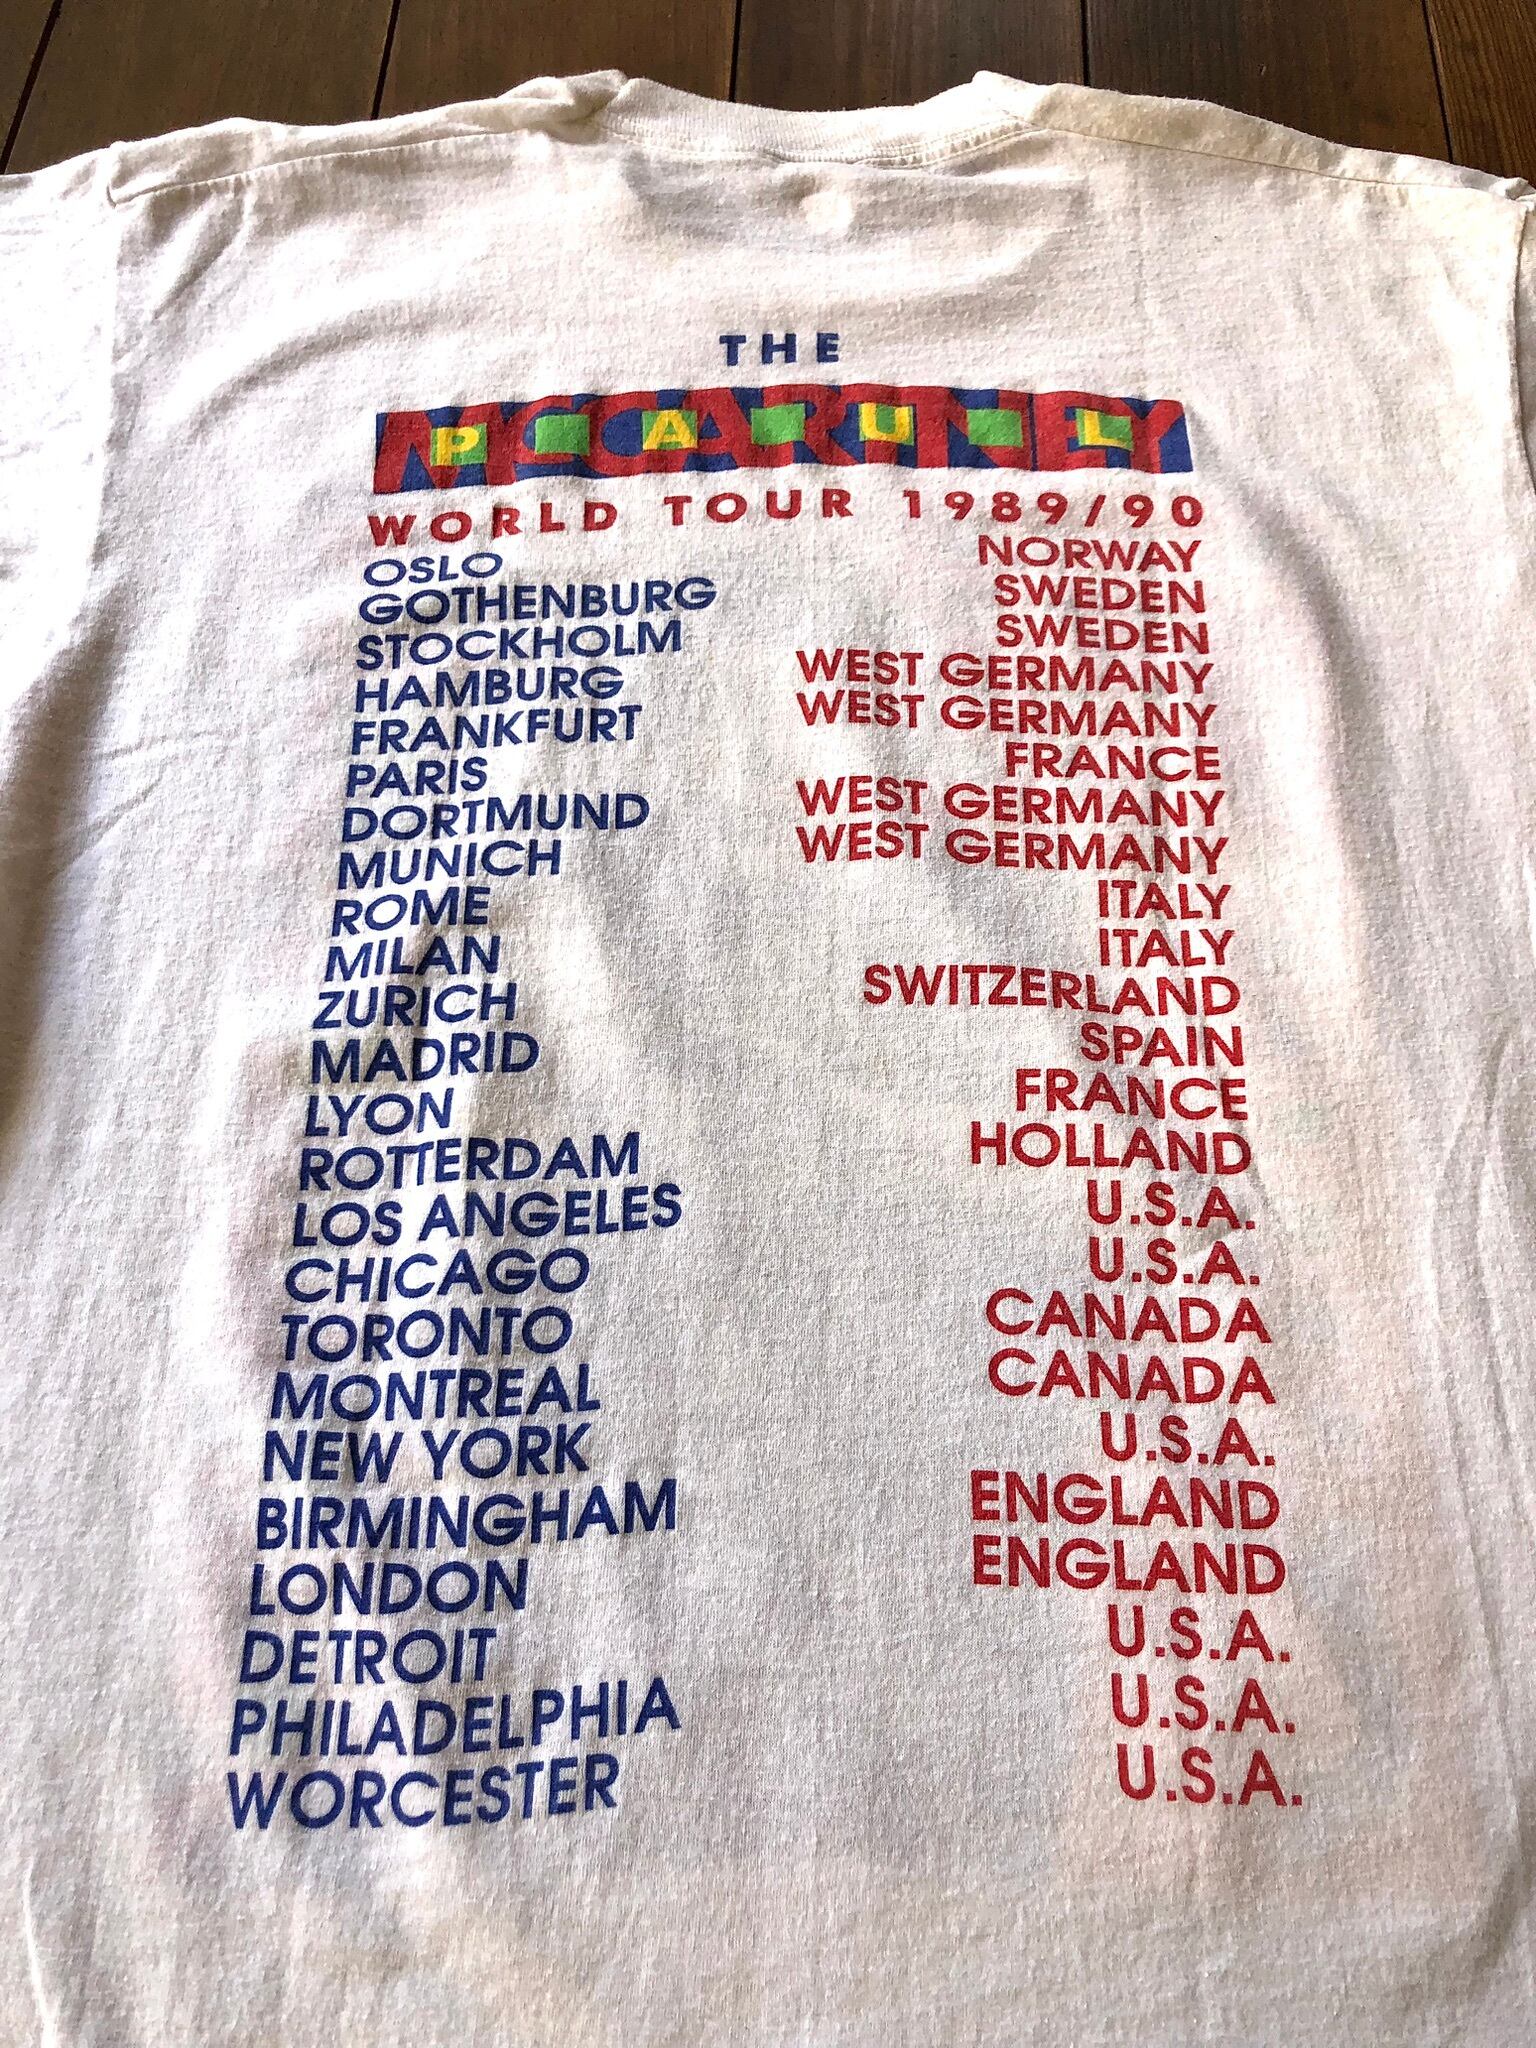 THE
MCCARTNEY
PAUL
WORLD TOUR 1989/90
OSLO NORWAY
GOTHENBURG SWEDEN
STOCKHOLM SWEDEN
HAMBURG WEST GERMANY
FRANKFURT WEST GERMANY
PARIS FRANCE
DORTMUND WEST GERMANY
MUNICH WEST GERMANY
ROME ITALY
MILAN ITALY
ZURICH SWITZERLAND
MADRID SPAIN
LYON FRANCE
ROTTERDAM HOLLAND
LOS ANGELES U.S.A.
CHICAGO U.S.A.
TORONTO CANADA
MONTREAL CANADA
NEW YORK U.S.A.
BIRMINGHAM ENGLAND
LONDON ENGLAND
DETROIT U.S.A.
PHILADELPHIA U.S.A.
WORCESTER U.S.A.